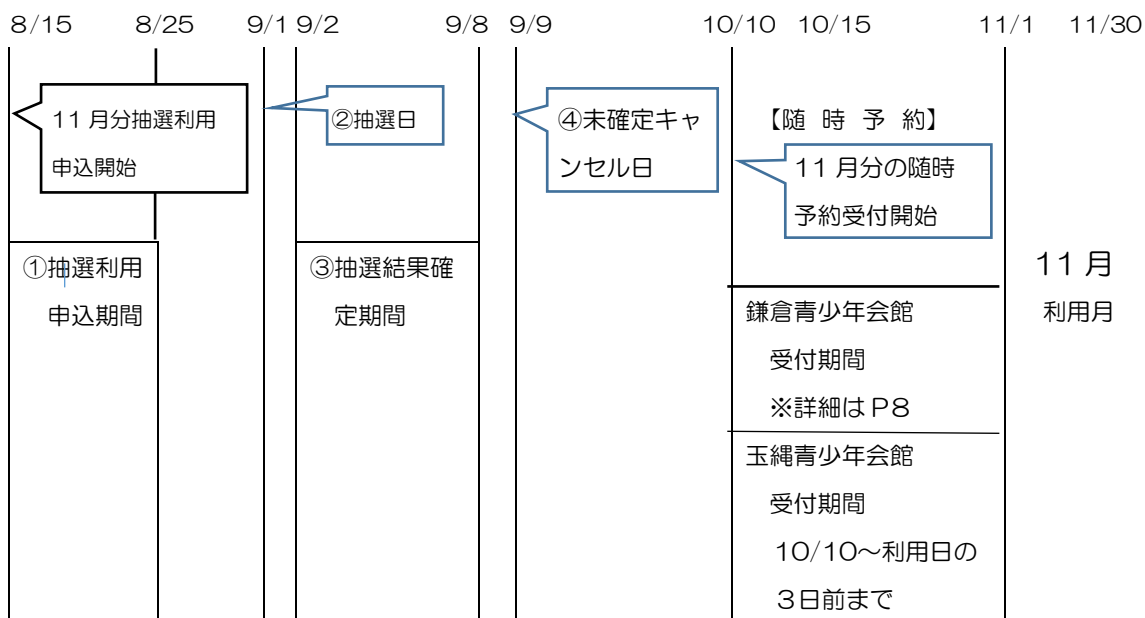 8/15 8/25 9/1 9/2 9/8 9/9 10/10 10/15 11/1 11/30
11月分抽選利用
申込開始
②抽選日
④未確定キャ
ンセル日
【随 時 予 約】
11月分の随時
予約受付開始
①抽選利用
申込期間
③抽選結果確
定期間
鎌倉青少年会館
受付期間
※詳細はP8
玉縄青少年会館
受付期間
10/10～利用日の
3日前まで
11月
利用月